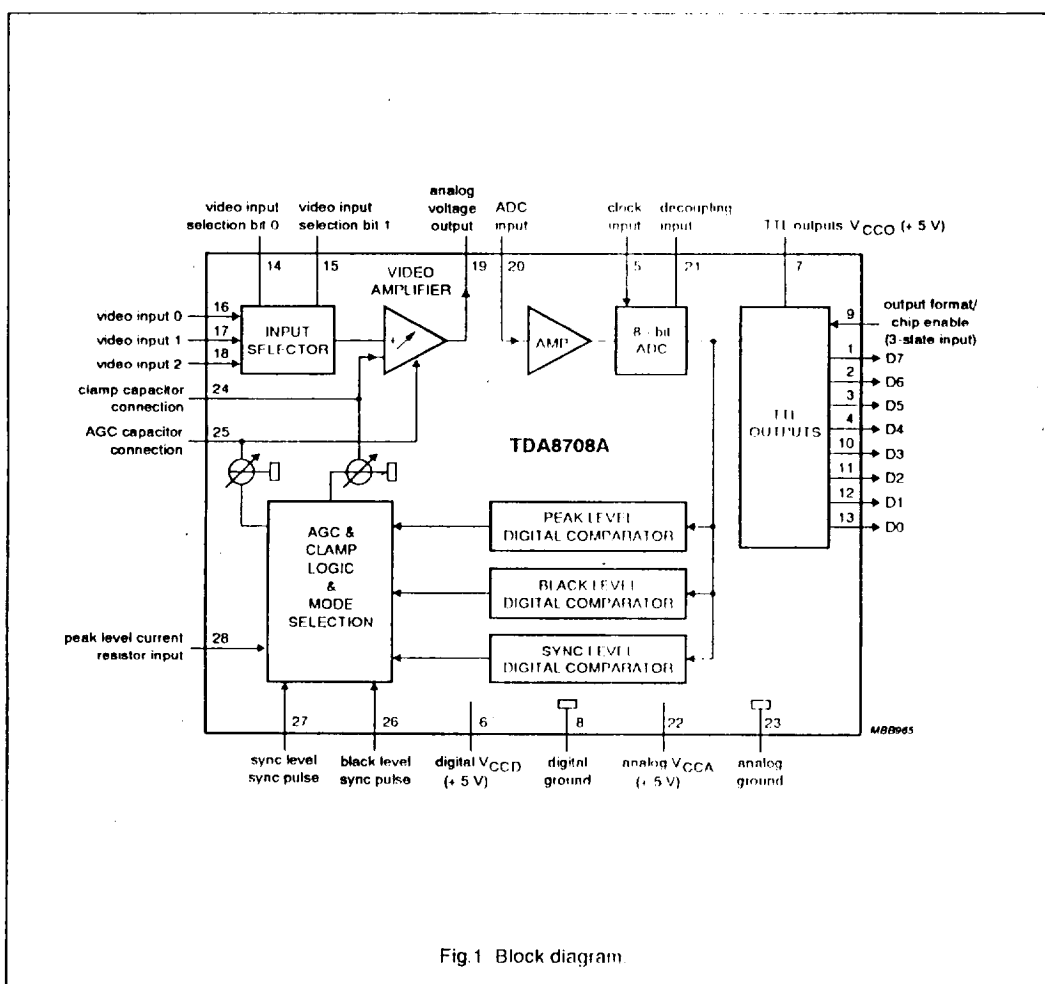 video input
selection bit 0
video input
selection bit 1
analog
voltage
output
ADC
input
clock
input
decoupling
input
TTL outputs VCCO (+ 5 V)
14
15
VIDEO
AMPLIFIER
19
20
5
21
7
video input 0
16
video input 1
17
video input 2
18
INPUT
SELECTOR
+
AMP
8 - bit
ADC
9
output format/
chip enable
(3-state input)
1
D7
2
D6
3
D5
4
D4
10
D3
11
D2
12
D1
13
D0
TTL
OUTPUTS
clamp capacitor
connection
24
AGC capacitor
connection
25
TDA8708A
AGC &
CLAMP
LOGIC
&
MODE
SELECTION
PEAK LEVEL
DIGITAL COMPARATOR
BLACK LEVEL
DIGITAL COMPARATOR
SYNC LEVEL
DIGITAL COMPARATOR
peak level current
resistor input
28
27
26
6
8
22
23
MBB965
sync level
sync pulse
black level
sync pulse
digital VCCD
(+ 5 V)
digital
ground
analog VCCA
(+ 5 V)
analog
ground
Fig.1 Block diagram.